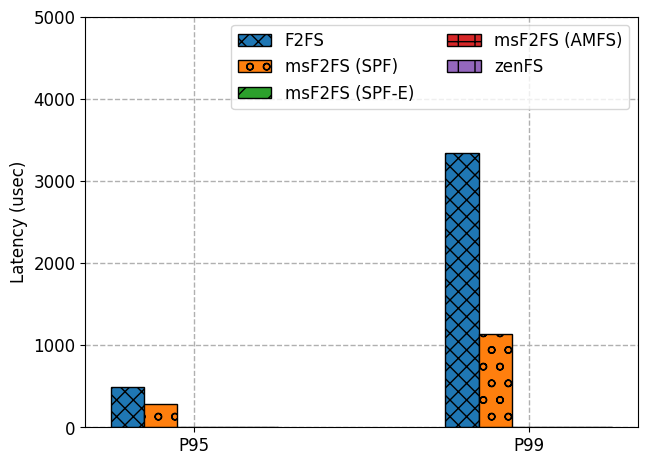 5000
4000
3000
2000
1000
0
Latency (usec)
F2FS
msF2FS (SPF)
msF2FS (SPF-E)
msF2FS (AMFS)
zenFS
P95
P99